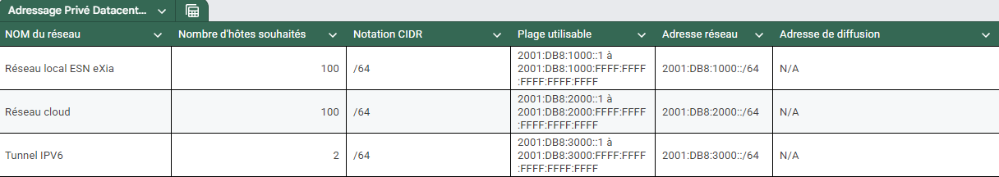 Adressage Privé Datacent...
NOM du réseau Nombre d'hôtes souhaités Notation CIDR Plage utilisable Adresse réseau Adresse de diffusion
Réseau local ESN eXia 100 /64 2001:DB8:1000::1 à
2001:DB8:1000:FFFF:FFFF
:FFFF:FFFF:FFFF 2001:DB8:1000::/64 N/A
Réseau cloud 100 /64 2001:DB8:2000::1 à
2001:DB8:2000:FFFF:FFFF
:FFFF:FFFF:FFFF 2001:DB8:2000::/64 N/A
Tunnel IPV6 2 /64 2001:DB8:3000::1 à
2001:DB8:3000:FFFF:FFFF
:FFFF:FFFF:FFFF 2001:DB8:3000::/64 N/A